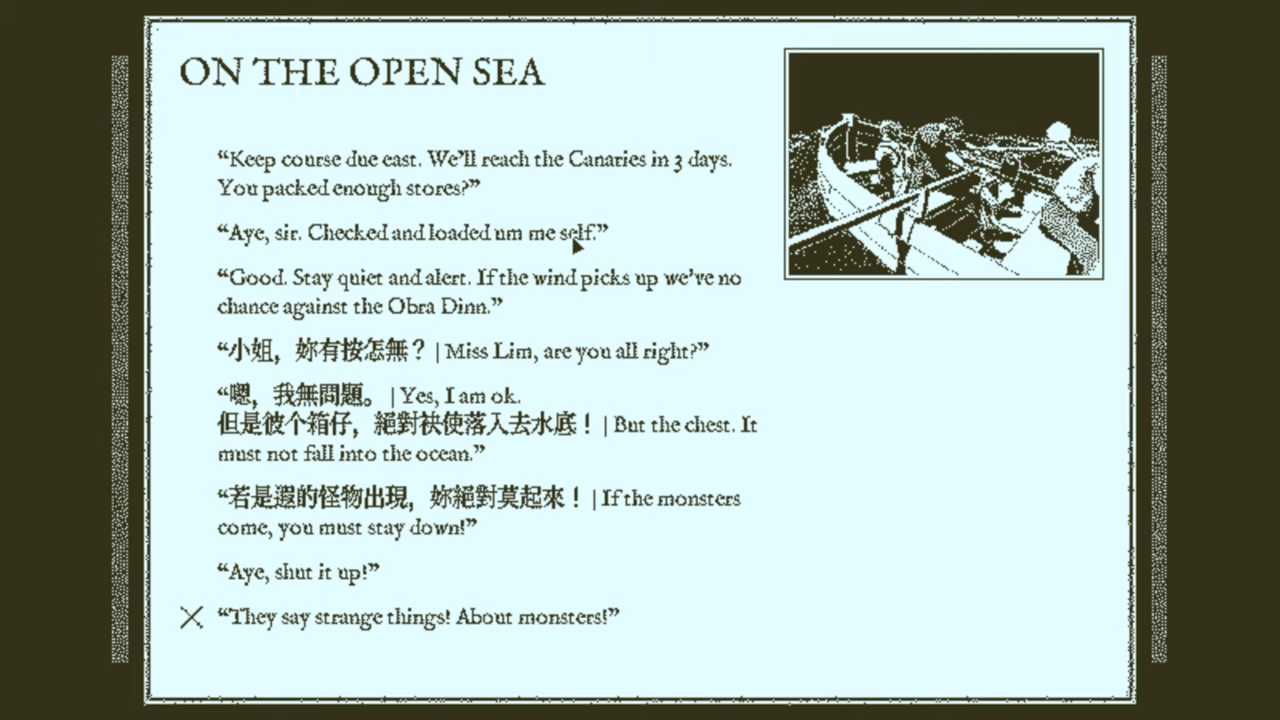 ON THE OPEN SEA
“Keep course due east. We’ll reach the Canaries in 3 days.
You packed enough stores?”
“Aye, sir. Checked and loaded um me self.”
“Good. Stay quiet and alert. If the wind picks up we’ve no
chance against the Obra Dinn.”
“小姐，妳有按怎無？ | Miss Lim, are you all right?”
“嗯，我無問題。 | Yes, I am ok.
但是彼个箱仔，絕對袂使落入去水底！ | But the chest. It
must not fall into the ocean.”
“若是遐的怪物出現，妳絕對莫起來！ | If the monsters
come, you must stay down!”
“Aye, shut it up!”
“They say strange things! About monsters!”